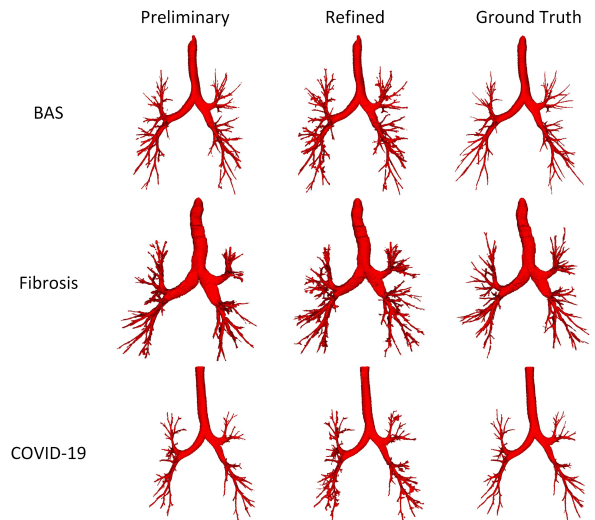 Preliminary Refined Ground Truth
BAS
Fibrosis
COVID-19